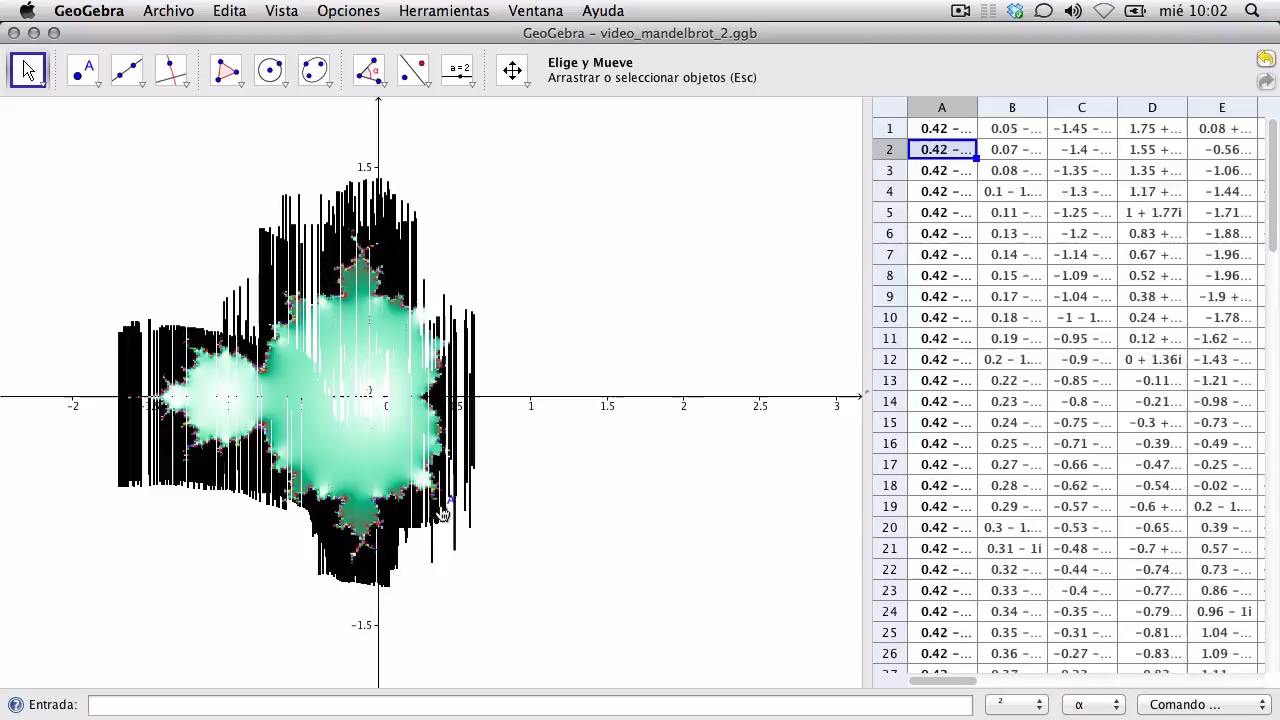 GeoGebra Archivo Edita Vista Opciones Herramientas Ventana Ayuda mié 10:02
GeoGebra - video_mandelbrot_2.ggb
A α a=2
Elige y Mueve
Arrastrar o seleccionar objetos (Esc)
A B C D E
1 0.42 -... 0.05 -... -1.45 -... 1.75 +... 0.08 +...
2 0.42 -... 0.07 -... -1.4 -... 1.55 +... -0.56...
3 0.42 -... 0.08 -... -1.35 -... 1.35 +... -1.06...
4 0.42 -... 0.1 - 1... -1.3 -... 1.17 +... -1.44...
5 0.42 -... 0.11 -... -1.25 -... 1 + 1.77i -1.71...
6 0.42 -... 0.13 -... -1.2 -... 0.83 +... -1.88...
7 0.42 -... 0.14 -... -1.14 -... 0.67 +... -1.96...
8 0.42 -... 0.15 -... -1.09 -... 0.52 +... -1.96...
9 0.42 -... 0.17 -... -1.04 -... 0.38 +... -1.9 +...
10 0.42 -... 0.18 -... -1 - 1.... 0.24 +... -1.78...
11 0.42 -... 0.19 -... -0.95 -... 0.12 +... -1.62 -...
12 0.42 -... 0.2 - 1... -0.9 -... 0 + 1.36i -1.43 -...
13 0.42 -... 0.22 -... -0.85 -... -0.11... -1.21 -...
14 0.42 -... 0.23 -... -0.8 -... -0.21... -0.98 -...
15 0.42 -... 0.24 -... -0.75 -... -0.3 +... -0.73 -...
16 0.42 -... 0.25 -... -0.71 -... -0.39... -0.49 -...
17 0.42 -... 0.27 -... -0.66 -... -0.47... -0.25 -...
18 0.42 -... 0.28 -... -0.62 -... -0.54... -0.02 -...
19 0.42 -... 0.29 -... -0.57 -... -0.6 +... 0.2 - 1...
20 0.42 -... 0.3 - 1.... -0.53 -... -0.65... 0.39 -...
21 0.42 -... 0.31 - 1i -0.48 -... -0.7 +... 0.57 -...
22 0.42 -... 0.32 -... -0.44 -... -0.74... 0.73 -...
23 0.42 -... 0.33 -... -0.4 -... -0.77... 0.86 -...
24 0.42 -... 0.34 -... -0.35 -... -0.79... 0.96 - 1i
25 0.42 -... 0.35 -... -0.31 -... -0.81... 1.04 -...
26 0.42 -... 0.36 -... -0.27 -... -0.83... 1.09 -...
1.5
-2 0 1 1.5 2 2.5 3
A
-1.5
Entrada: ² α Comando ...